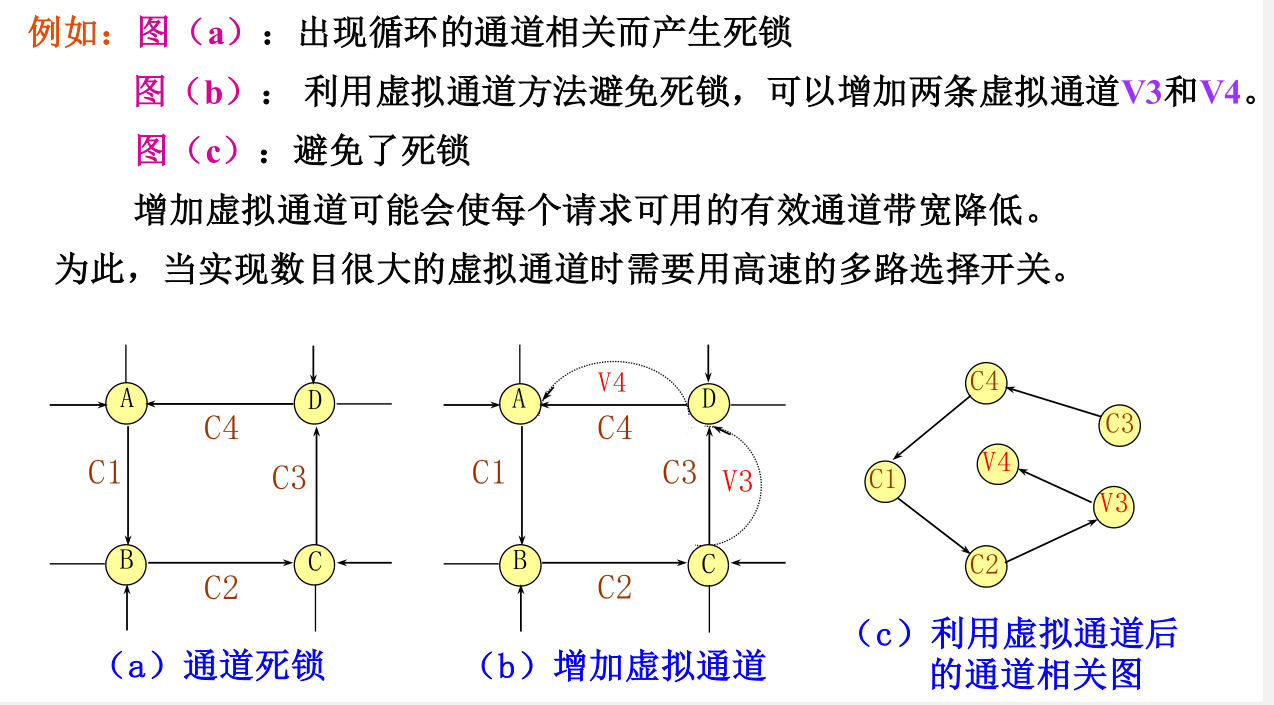 例如：图（a）：出现循环的通道相关而产生死锁
图（b）： 利用虚拟通道方法避免死锁，可以增加两条虚拟通道V3和V4。
图（c）：避免了死锁
增加虚拟通道可能会使每个请求可用的有效通道带宽降低。
为此，当实现数目很大的虚拟通道时需要用高速的多路选择开关。
A
D
C4
C1
C3
B
C
C2
（a）通道死锁
A
V4
D
C4
C1
C3
V3
B
C
C2
（b）增加虚拟通道
C4
C3
V4
C1
V3
C2
（c）利用虚拟通道后
的通道相关图